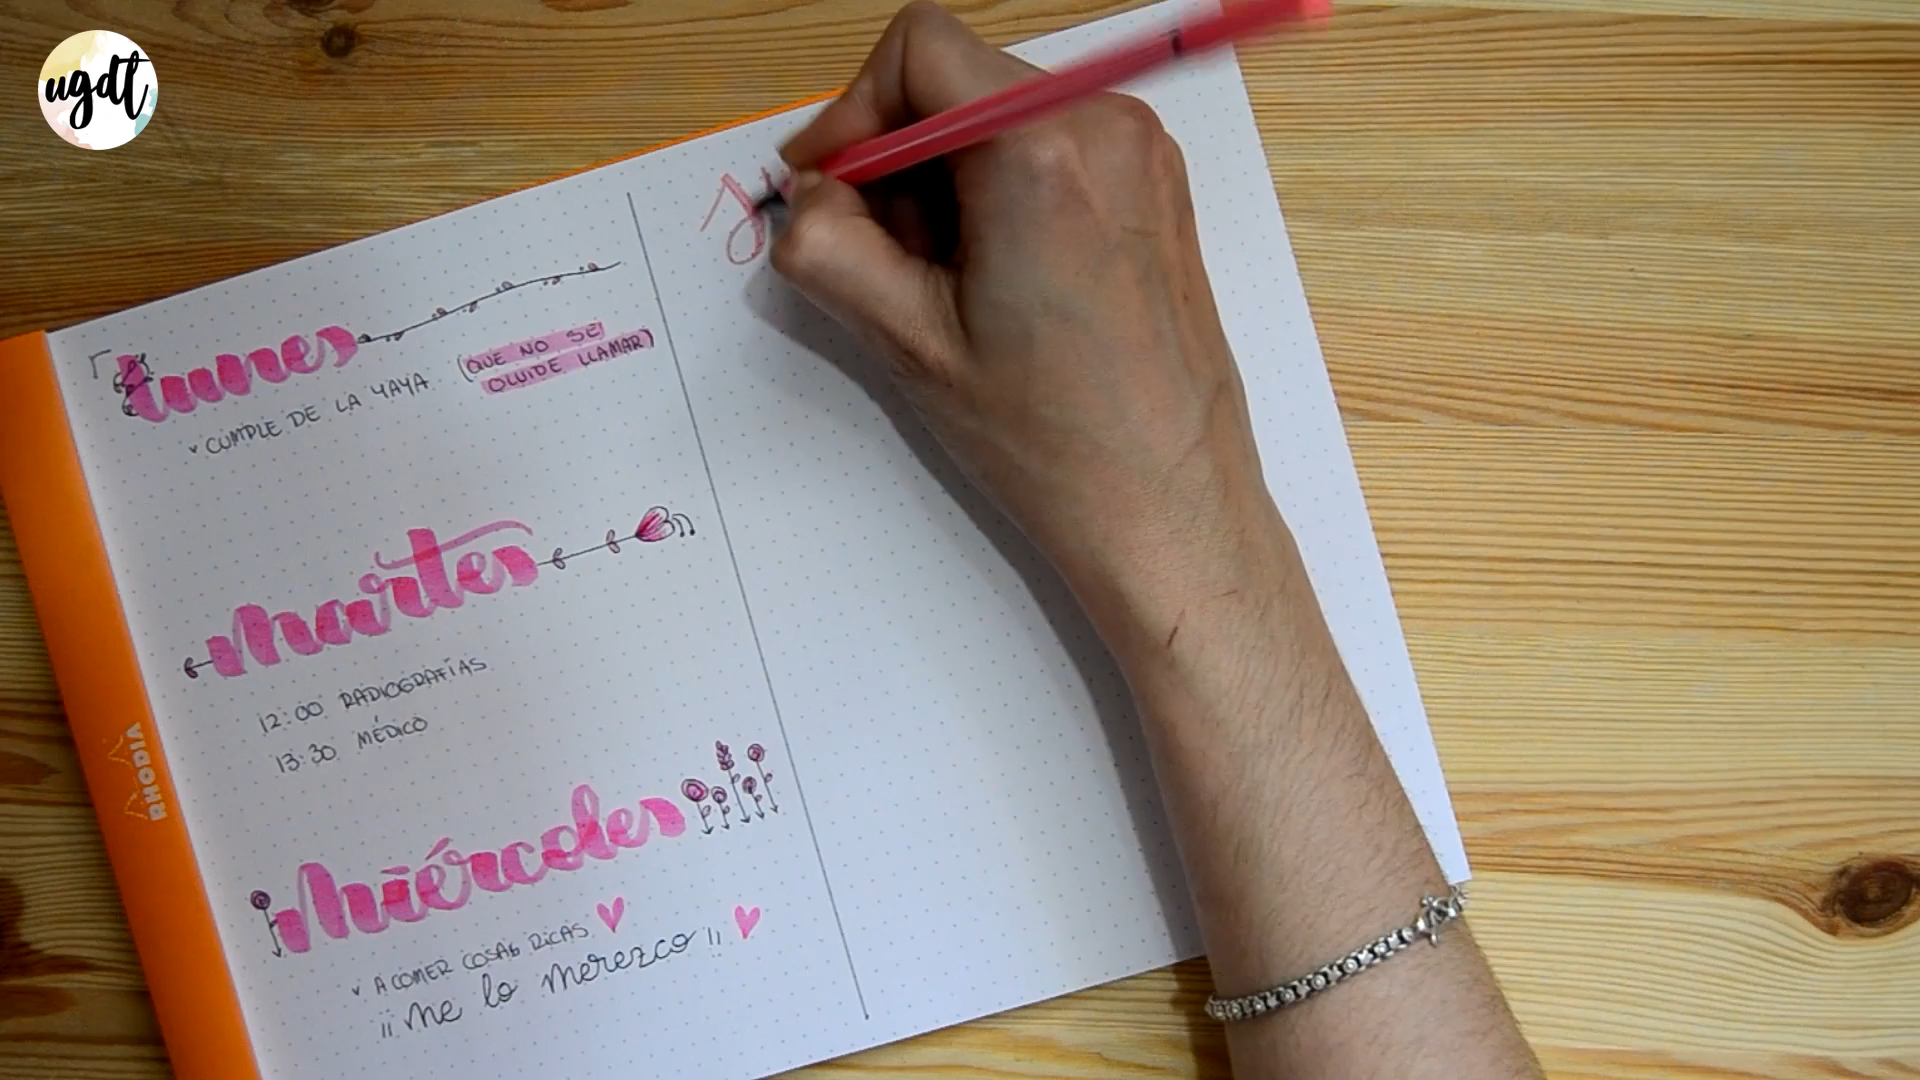 ugdt
lunes
v CUMPLE DE LA YAYA (QUE NO SE
OLVIDE LLAMAR)
martes
12:00 RADIOGRAFÍAS
13:30 MÉDICO
miércoles
v A COMER COSAS RICAS
¡¡me lo merezco!!
RHODIA